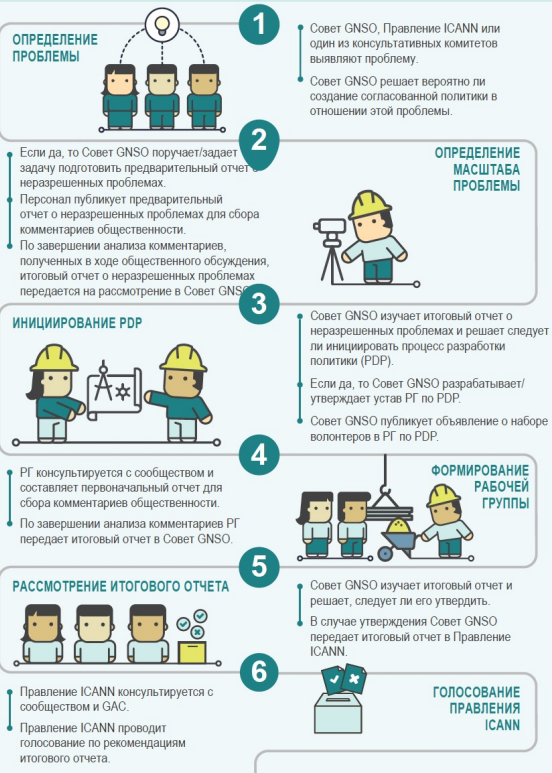 1
ОПРЕДЕЛЕНИЕ
ПРОБЛЕМЫ
Совет GNSO, Правление ICANN или
один из консультативных комитетов
выявляют проблему.
Совет GNSO решает вероятно ли
создание согласованной политики в
отношении этой проблемы.
2
ОПРЕДЕЛЕНИЕ
МАСШТАБА
ПРОБЛЕМЫ
Если да, то Совет GNSO поручает/задает
задачу подготовить предварительный отчет о
неразрешенных проблемах.
Персонал публикует предварительный
отчет о неразрешенных проблемах для сбора
комментариев общественности.
По завершении анализа комментариев,
полученных в ходе общественного обсуждения,
итоговый отчет о неразрешенных проблемах
передается на рассмотрение в Совет GNSO
3
ИНИЦИИРОВАНИЕ PDP
Совет GNSO изучает итоговый отчет о
неразрешенных проблемах и решает следует
ли инициировать процесс разработки
политики (PDP).
Если да, то Совет GNSO разрабатывает/
утверждает устав РГ по PDP.
Совет GNSO публикует объявление о наборе
волонтеров в РГ по PDP.
4
ФОРМИРОВАНИЕ
РАБОЧЕЙ
ГРУППЫ
РГ консультируется с сообществом и
составляет первоначальный отчет для
сбора комментариев общественности.
По завершении анализа комментариев РГ
передает итоговый отчет в Совет GNSO.
5
РАССМОТРЕНИЕ ИТОГОВОГО ОТЧЕТА
Совет GNSO изучает итоговый отчет и
решает, следует ли его утвердить.
В случае утверждения Совет GNSO
передает итоговый отчет в Правление
ICANN.
6
ГОЛОСОВАНИЕ
ПРАВЛЕНИЯ
ICANN
Правление ICANN консультируется с
сообществом и GAC.
Правление ICANN проводит
голосование по рекомендациям
итогового отчета.